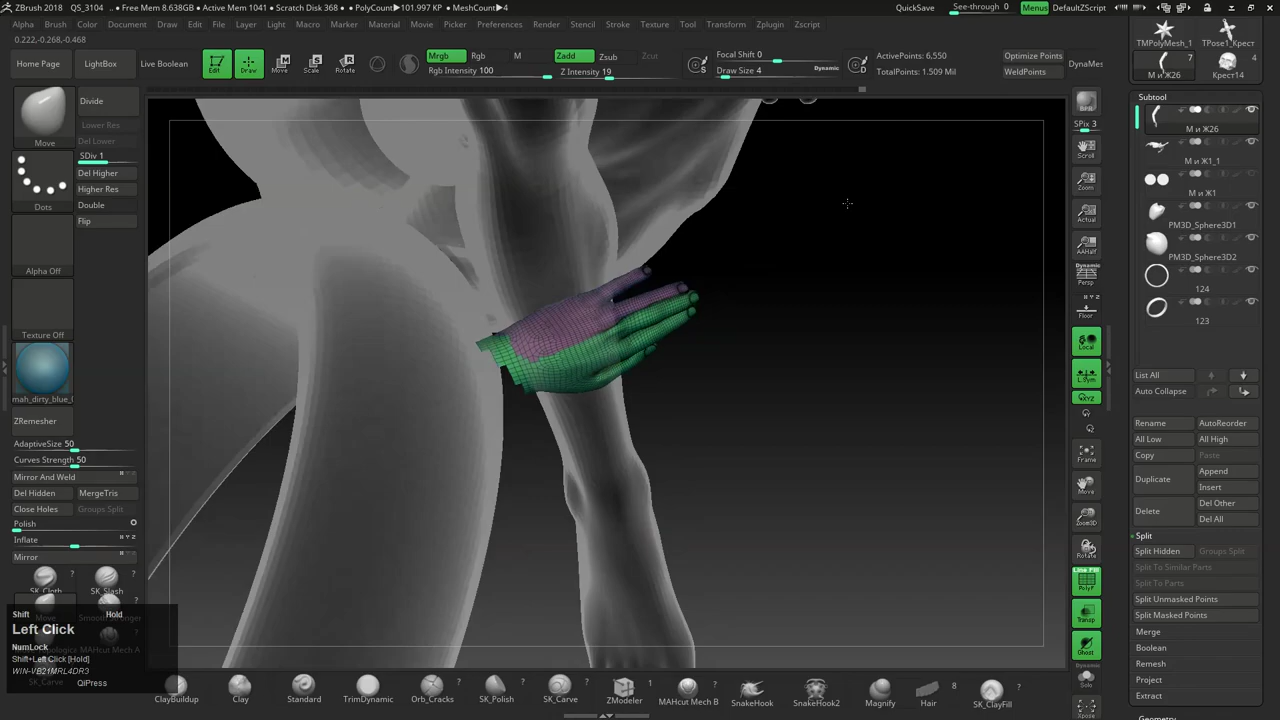 ZBrush 2018 QS_3104 .. • Free Mem 8.638GB • Active Mem 1041 • Scratch Disk 368 • PolyCount▸101.997 KP • MeshCount▸4
QuickSave See-through 0 Menus DefaultZScript
Alpha Brush Color Document Draw Edit File Layer Light Macro Marker Material Movie Picker Preferences Render Stencil Stroke Texture Tool Transform Zplugin Zscript
0.222,-0.268,-0.468
Home Page LightBox Live Boolean Edit Draw Move Scale Rotate
Mrgb Rgb M Zadd Zsub Zcut
Rgb Intensity 100 Z Intensity 19
Focal Shift 0
Draw Size 4 Dynamic
ActivePoints: 6,550
TotalPoints: 1.509 Mil
Optimize Points
WeldPoints
DynaMes
Move
Divide
Lower Res
Del Lower
SDiv 1
Del Higher
Higher Res
Double
Flip
Dots
Alpha Off
Texture Off
mah_dirty_blue_
ZRemesher
AdaptiveSize 50
Curves Strength 50
Mirror And Weld
Del Hidden MergeTris
Close Holes Groups Split
Polish
Inflate
Mirror
SK_Cloth SK_Slash
Shift Hold
Left Click
NumLock
Shift+Left Click [Hold]
WIN-VB21MRL4DR3
QiPress
ClayBuildup Clay Standard TrimDynamic Orb_Cracks SK_Polish SK_Carve ZModeler MAHcut Mech B SnakeHook SnakeHook2 Magnify Hair SK_ClayFill
BPR
SPix 3
Scroll
Zoom
Actual
AAHalf
Dynamic
Persp
Floor
Local
L.Sym
XYZ
Frame
Move
Zoom3D
Rotate
Line Fill
PolyF
Transp
Ghost
Dynamic
Solo
Xpose
TMPolyMesh_1 TPose1_Крест
7 4
М и Ж26 Крест14
Subtool
М и Ж26
М и Ж1_1
М и Ж1
PM3D_Sphere3D1
PM3D_Sphere3D2
124
123
List All
Auto Collapse
Rename AutoReorder
All Low All High
Copy Paste
Duplicate Append
Insert
Delete Del Other
Del All
Split
Split Hidden Groups Split
Split To Similar Parts
Split To Parts
Split Unmasked Points
Split Masked Points
Merge
Boolean
Remesh
Project
Extract
Geometry